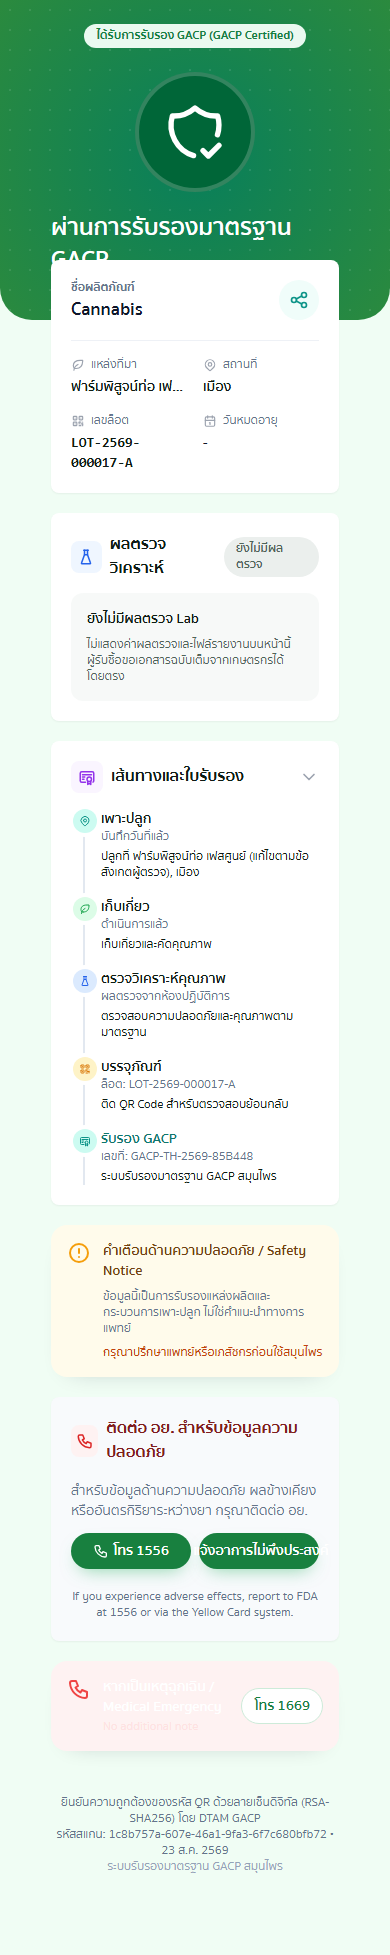 ได้รับการรับรอง GACP (GACP Certified)
ผ่านการรับรองมาตรฐาน
GACP
ชื่อผลิตภัณฑ์
Cannabis
แหล่งที่มา
สถานที่
ฟาร์มพิสูจน์ท่อ เฟ...
เมือง
เลขล็อต
วันหมดอายุ
LOT-2569-
000017-A
-
ผลตรวจ
วิเคราะห์
ยังไม่มีผล
ตรวจ
ยังไม่มีผลตรวจ Lab
ไม่แสดงค่าผลตรวจและไฟล์รายงานบนหน้านี้
ผู้รับซื้อขอเอกสารฉบับเต็มจากเกษตรกรได้
โดยตรง
เส้นทางและใบรับรอง
เพาะปลูก
บันทึกวันที่แล้ว
ปลูกที่ ฟาร์มพิสูจน์ท่อ เฟสศูนย์ (แก้ไขตามข้อ
สังเกตผู้ตรวจ), เมือง
เก็บเกี่ยว
ดำเนินการแล้ว
เก็บเกี่ยวและคัดคุณภาพ
ตรวจวิเคราะห์คุณภาพ
ผลตรวจจากห้องปฏิบัติการ
ตรวจสอบความปลอดภัยและคุณภาพตาม
มาตรฐาน
บรรจุภัณฑ์
ล็อต: LOT-2569-000017-A
ติด QR Code สำหรับตรวจสอบย้อนกลับ
รับรอง GACP
เลขที่: GACP-TH-2569-85B448
ระบบรับรองมาตรฐาน GACP สมุนไพร
คำเตือนด้านความปลอดภัย / Safety
Notice
ข้อมูลนี้เป็นการรับรองแหล่งผลิตและ
กระบวนการเพาะปลูก ไม่ใช่คำแนะนำทางการ
แพทย์
กรุณาปรึกษาแพทย์หรือเภสัชกรก่อนใช้สมุนไพร
ติดต่อ อย. สำหรับข้อมูลความ
ปลอดภัย
สำหรับข้อมูลด้านความปลอดภัย ผลข้างเคียง
หรืออันตรกิริยาระหว่างยา กรุณาติดต่อ อย.
โทร 1556
จ้งอาการไม่พึงประสงค์
If you experience adverse effects, report to FDA
at 1556 or via the Yellow Card system.
หากเป็นเหตุฉุกเฉิน /
Medical Emergency
No additional note
โทร 1669
ยืนยันความถูกต้องของรหัส QR ด้วยลายเซ็นดิจิทัล (RSA-
SHA256) โดย DTAM GACP
รหัสสแกน: 1c8b757a-607e-46a1-9fa3-6f7c680bfb72 •
23 ส.ค. 2569
ระบบรับรองมาตรฐาน GACP สมุนไพร